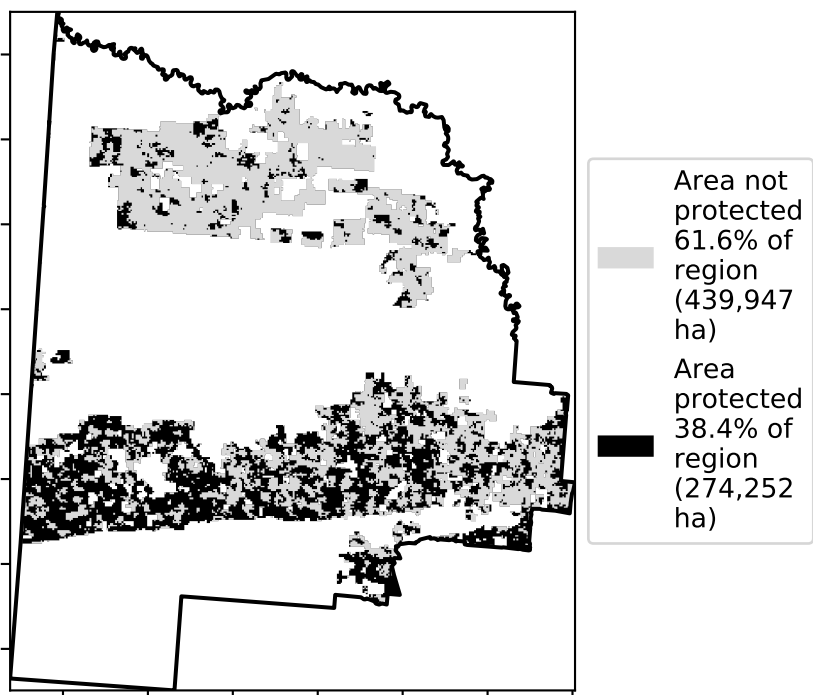 Area not
protected
61.6% of
region
(439,947
ha)
Area
protected
38.4% of
region
(274,252
ha)